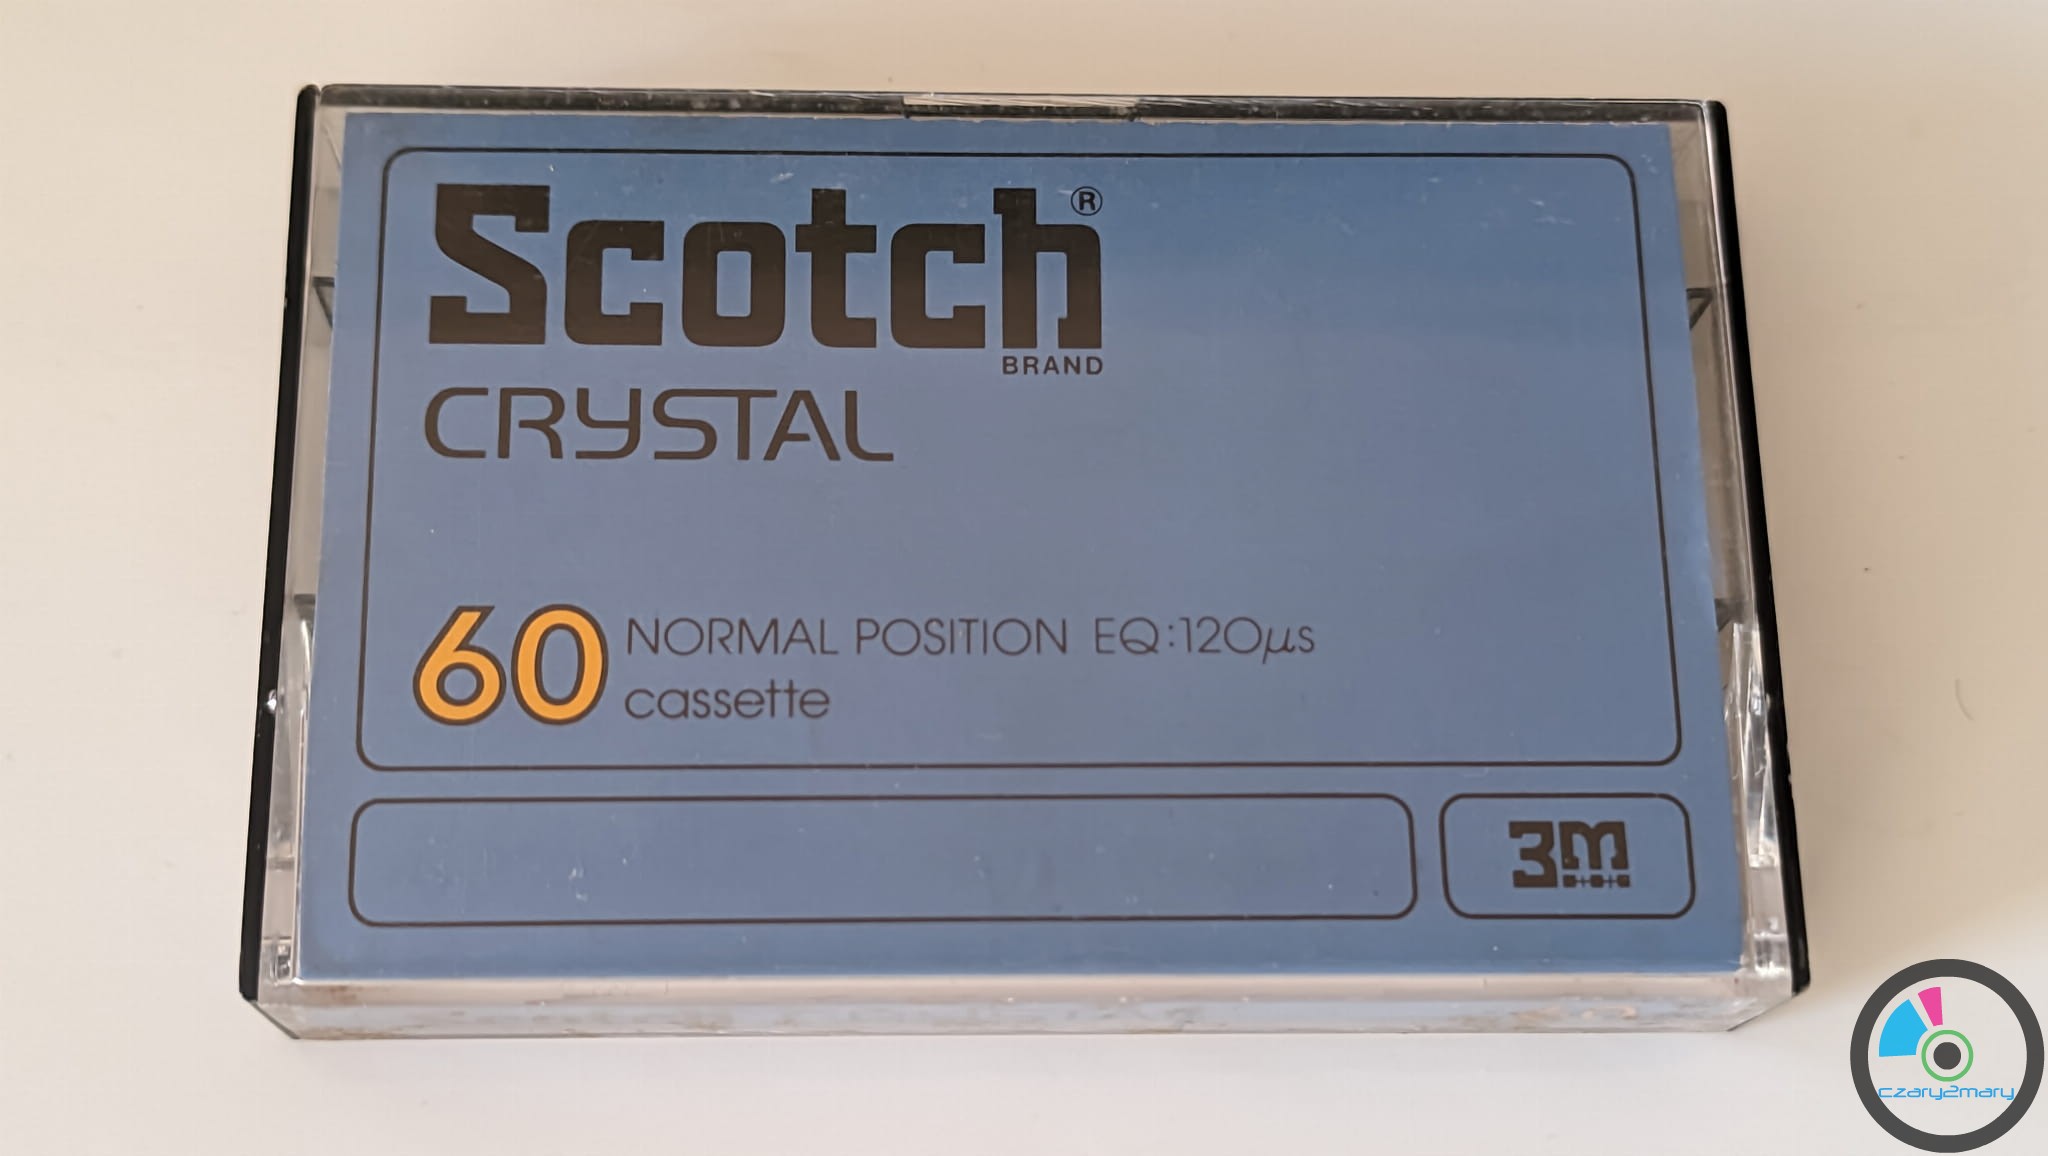 Scotch®
BRAND
CRYSTAL
60 NORMAL POSITION EQ:120µs
cassette
3M
czary2mary